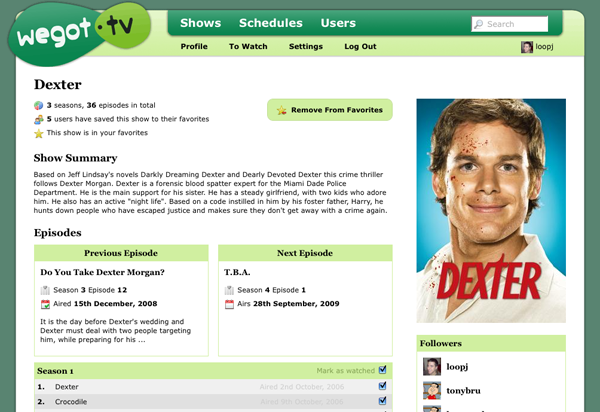 wegot.tv
Shows Schedules Users
Search
Profile To Watch Settings Log Out
loopj
Dexter
3 seasons, 36 episodes in total
5 users have saved this show to their favorites
This show is in your favorites
Remove From Favorites
Show Summary
Based on Jeff Lindsay's novels Darkly Dreaming Dexter and Dearly Devoted Dexter this crime thriller
follows Dexter Morgan. Dexter is a forensic blood spatter expert for the Miami Dade Police
Department. He is the main support for his sister. He has a steady girlfriend, with two kids who adore
him. He also has an active "night life". Based on a code instilled in him by his foster father, Harry, he
hunts down people who have escaped justice and makes sure they don't get away with a crime again.
DEXTER
Episodes
Previous Episode
Do You Take Dexter Morgan?
Season 3 Episode 12
Aired 15th December, 2008
It is the day before Dexter's wedding and
Dexter must deal with two people targeting
him, while preparing for his ...
Next Episode
T.B.A.
Season 4 Episode 1
Airs 28th September, 2009
Season 1 Mark as watched
1. Dexter Aired 3rd October, 2006
2. Crocodile Aired 9th October, 2006
Followers
loopj
tonybru